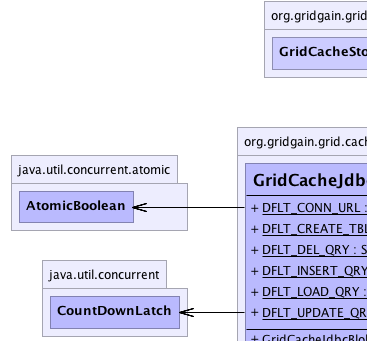 org.gridgain.grid
GridCacheSto
org.gridgain.grid.cac
java.util.concurrent.atomic
GridCacheJdbc
AtomicBoolean
+ DFLT_CONN_URL :
+ DFLT_CREATE_TBL
+ DFLT_DEL_QRY : S
java.util.concurrent
+ DFLT_INSERT_QRY
+ DFLT_LOAD_QRY :
CountDownLatch
+ DFLT_UPDATE_QR
+ GridCacheJdbcBlo